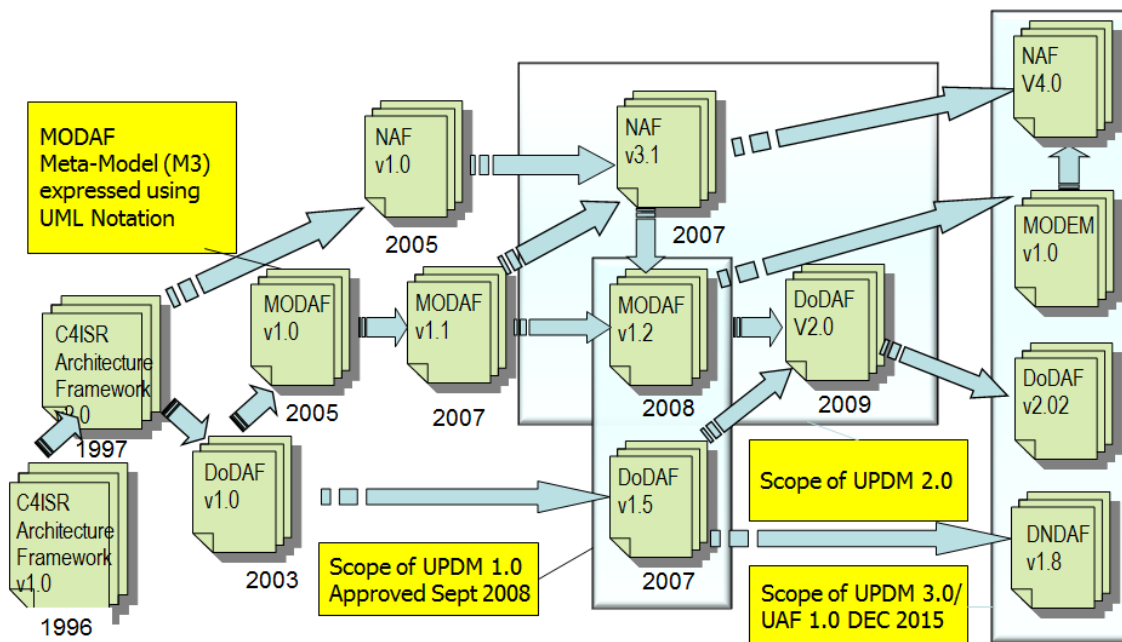 MODAF
Meta-Model (M3)
expressed using
UML Notation
NAF
v1.0
2005
NAF
v3.1
2007
NAF
V4.0
MODEM
v1.0
C4ISR
Architecture
Framework
v2.0
1997
MODAF
v1.0
2005
MODAF
v1.1
2007
MODAF
v1.2
2008
DoDAF
V2.0
2009
DoDAF
v2.02
C4ISR
Architecture
Framework
v1.0
1996
DoDAF
v1.0
2003
DoDAF
v1.5
2007
DNDAF
v1.8
Scope of UPDM 1.0
Approved Sept 2008
Scope of UPDM 2.0
Scope of UPDM 3.0/
UAF 1.0 DEC 2015